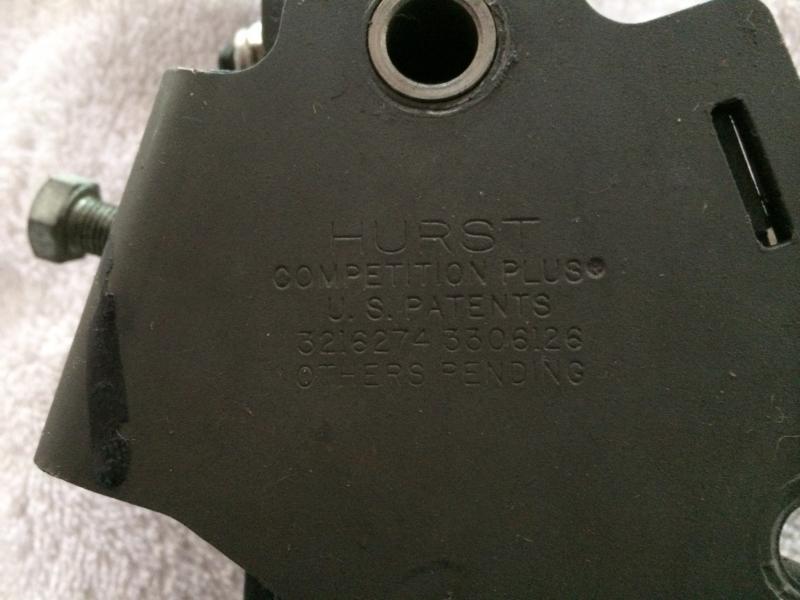 HURST
COMPETITION PLUS®
U.S. PATENTS
3216274 3306126
OTHERS PENDING